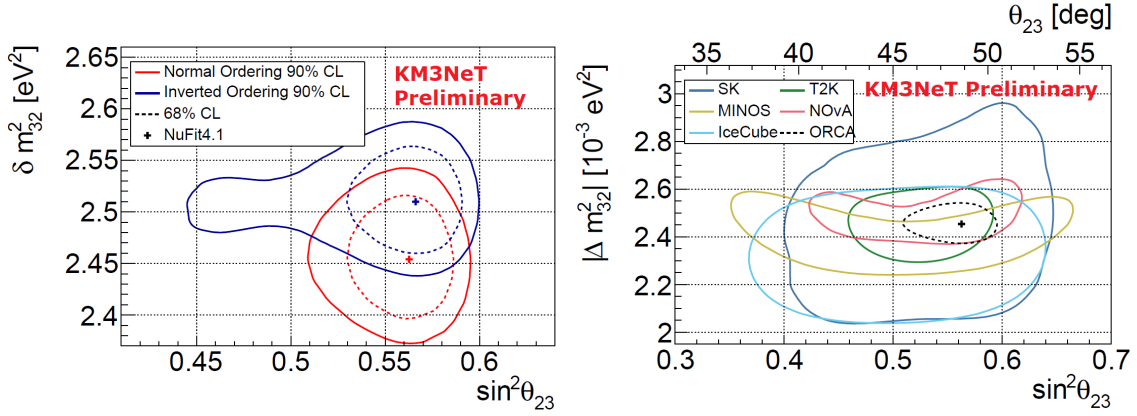 δ m²₃₂ [eV²]
2.65
2.6
2.55
2.5
2.45
2.4
Normal Ordering 90% CL
Inverted Ordering 90% CL
68% CL
NuFit4.1
KM3NeT
Preliminary
0.45 0.5 0.55 0.6
sin²θ₂₃
θ₂₃ [deg]
35 40 45 50 55
|Δ m²₃₂| [10⁻³ eV²]
3
2.8
2.6
2.4
2.2
2
SK T2K
MINOS NOνA
IceCube ORCA
KM3NeT Preliminary
0.3 0.4 0.5 0.6 0.7
sin²θ₂₃